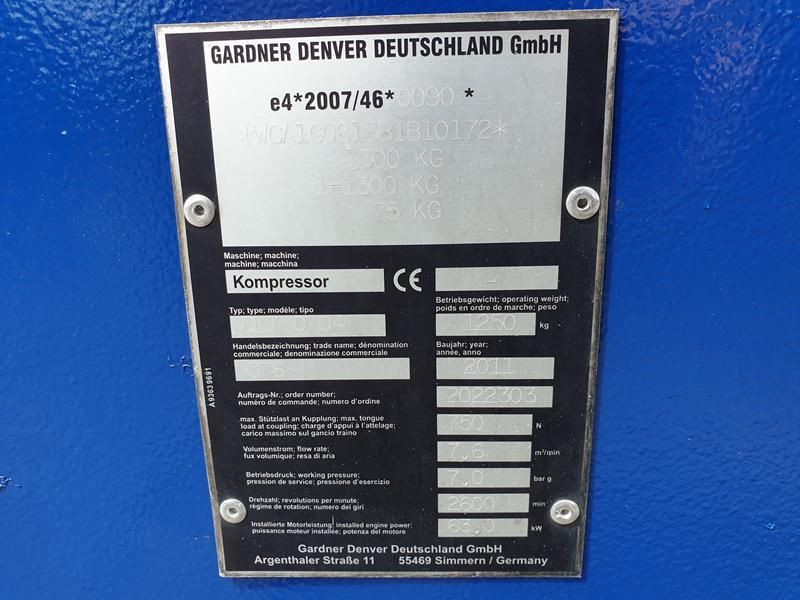 GARDNER DENVER DEUTSCHLAND GmbH
e4*2007/46*0090 *
1300 KG
1-1300 KG
75 KG
Maschine; machine;
machine; macchina
Kompressor
CE
-
Typ; type; modèle; tipo
Betriebsgewicht; operating weight;
poids en ordre de marche; peso
1250 kg
Handelsbezeichnung; trade name; dénomination
commerciale; denominazione commerciale
C76
Baujahr; year;
année, anno
2011
Auftrags-Nr.; order number;
numéro de commande; numero d'ordine
2022303
max. Stützlast an Kupplung; max. tongue
load at coupling; charge d'appui à l'attelage;
carico massimo sul gancio traino
750 N
Volumenstrom; flow rate;
fux volumique; resa di aria
7,6 m³/min
Betriebsdruck; working pressure;
pression de service; pressione d'esercizio
7,0 bar g
Drehzahl; revolutions per minute;
régime de rotation; numero dei giri
2600 min
Installierte Motorleistung; installed engine power;
puissance moteur installée; potenza del motore
63,0 kW
Gardner Denver Deutschland GmbH
Argenthaler Straße 11 55469 Simmern / Germany
A93639691